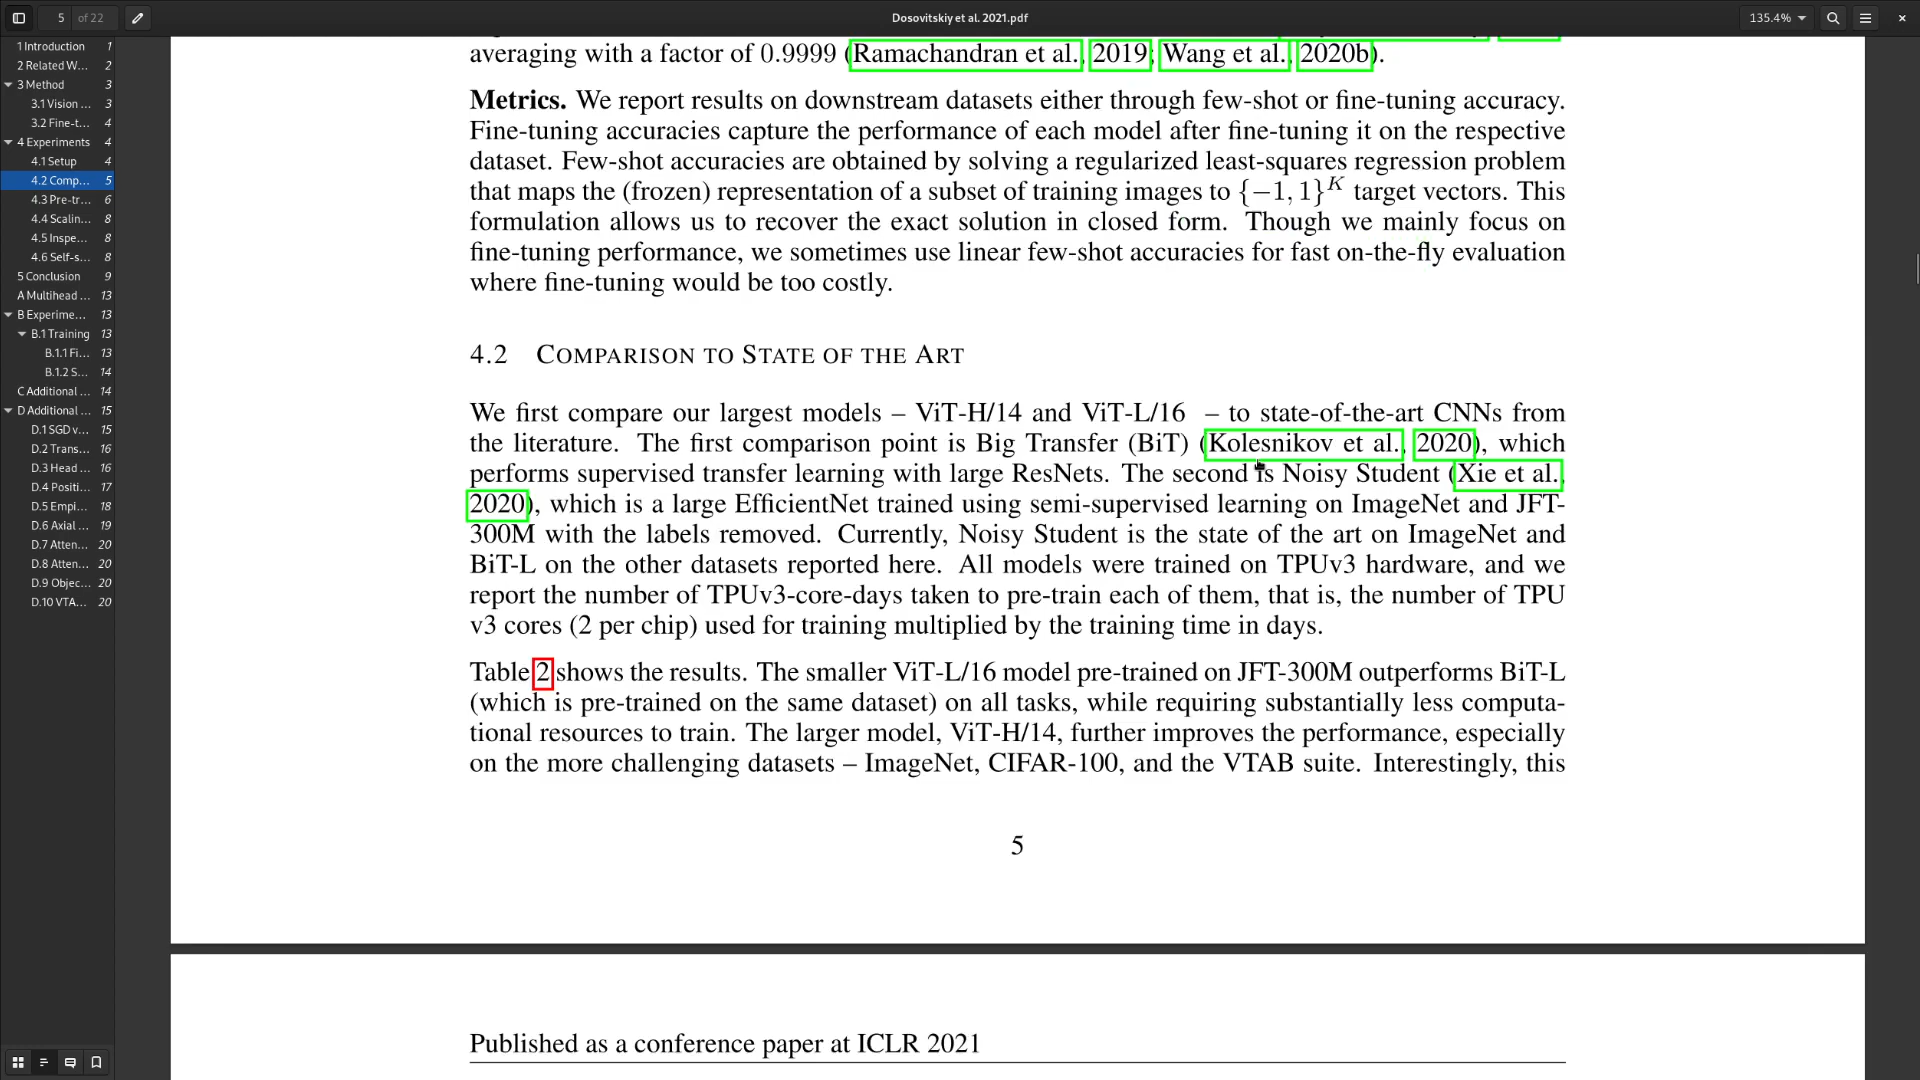 5 of 22
Dosovitskiy et al. 2021.pdf
135.4%
1 Introduction 1
2 Related W... 2
3 Method 3
3.1 Vision ... 3
3.2 Fine-t... 4
4 Experiments 4
4.1 Setup 4
4.2 Comp... 5
4.3 Pre-tr... 6
4.4 Scalin... 8
4.5 Inspe... 8
4.6 Self-s... 8
5 Conclusion 9
A Multihead ... 13
B Experime... 13
B.1 Training 13
B.1.1 Fi... 13
B.1.2 S... 14
C Additional ... 14
D Additional ... 15
D.1 SGD v... 15
D.2 Trans... 16
D.3 Head ... 16
D.4 Positi... 17
D.5 Empi... 18
D.6 Axial ... 19
D.7 Atten... 20
D.8 Atten... 20
D.9 Objec... 20
D.10 VTA... 20
averaging with a factor of 0.9999 (Ramachandran et al., 2019; Wang et al., 2020b).
Metrics. We report results on downstream datasets either through few-shot or fine-tuning accuracy.
Fine-tuning accuracies capture the performance of each model after fine-tuning it on the respective
dataset. Few-shot accuracies are obtained by solving a regularized least-squares regression problem
that maps the (frozen) representation of a subset of training images to {−1, 1}^K target vectors. This
formulation allows us to recover the exact solution in closed form. Though we mainly focus on
fine-tuning performance, we sometimes use linear few-shot accuracies for fast on-the-fly evaluation
where fine-tuning would be too costly.
4.2 COMPARISON TO STATE OF THE ART
We first compare our largest models – ViT-H/14 and ViT-L/16 – to state-of-the-art CNNs from
the literature. The first comparison point is Big Transfer (BiT) (Kolesnikov et al., 2020), which
performs supervised transfer learning with large ResNets. The second is Noisy Student (Xie et al.,
2020), which is a large EfficientNet trained using semi-supervised learning on ImageNet and JFT-
300M with the labels removed. Currently, Noisy Student is the state of the art on ImageNet and
BiT-L on the other datasets reported here. All models were trained on TPUv3 hardware, and we
report the number of TPUv3-core-days taken to pre-train each of them, that is, the number of TPU
v3 cores (2 per chip) used for training multiplied by the training time in days.
Table 2 shows the results. The smaller ViT-L/16 model pre-trained on JFT-300M outperforms BiT-L
(which is pre-trained on the same dataset) on all tasks, while requiring substantially less computa-
tional resources to train. The larger model, ViT-H/14, further improves the performance, especially
on the more challenging datasets – ImageNet, CIFAR-100, and the VTAB suite. Interestingly, this
5
Published as a conference paper at ICLR 2021